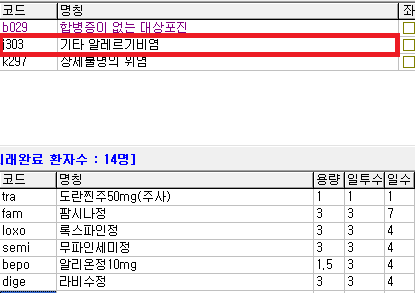 코드 명칭 좌
b029 합병증이 없는 대상포진
j303 기타 알레르기비염
k297 상세불명의 위염
래완료 환자수 : 14명]
코드 명칭 용량 일투수 일수
tra 도란찐주50mg(주사) 1 1 1
fam 팜시나정 3 3 7
loxo 록스파인정 3 3 4
semi 무파인세미정 3 3 4
bepo 알리온정10mg 1,5 3 4
dige 라비수정 3 3 4